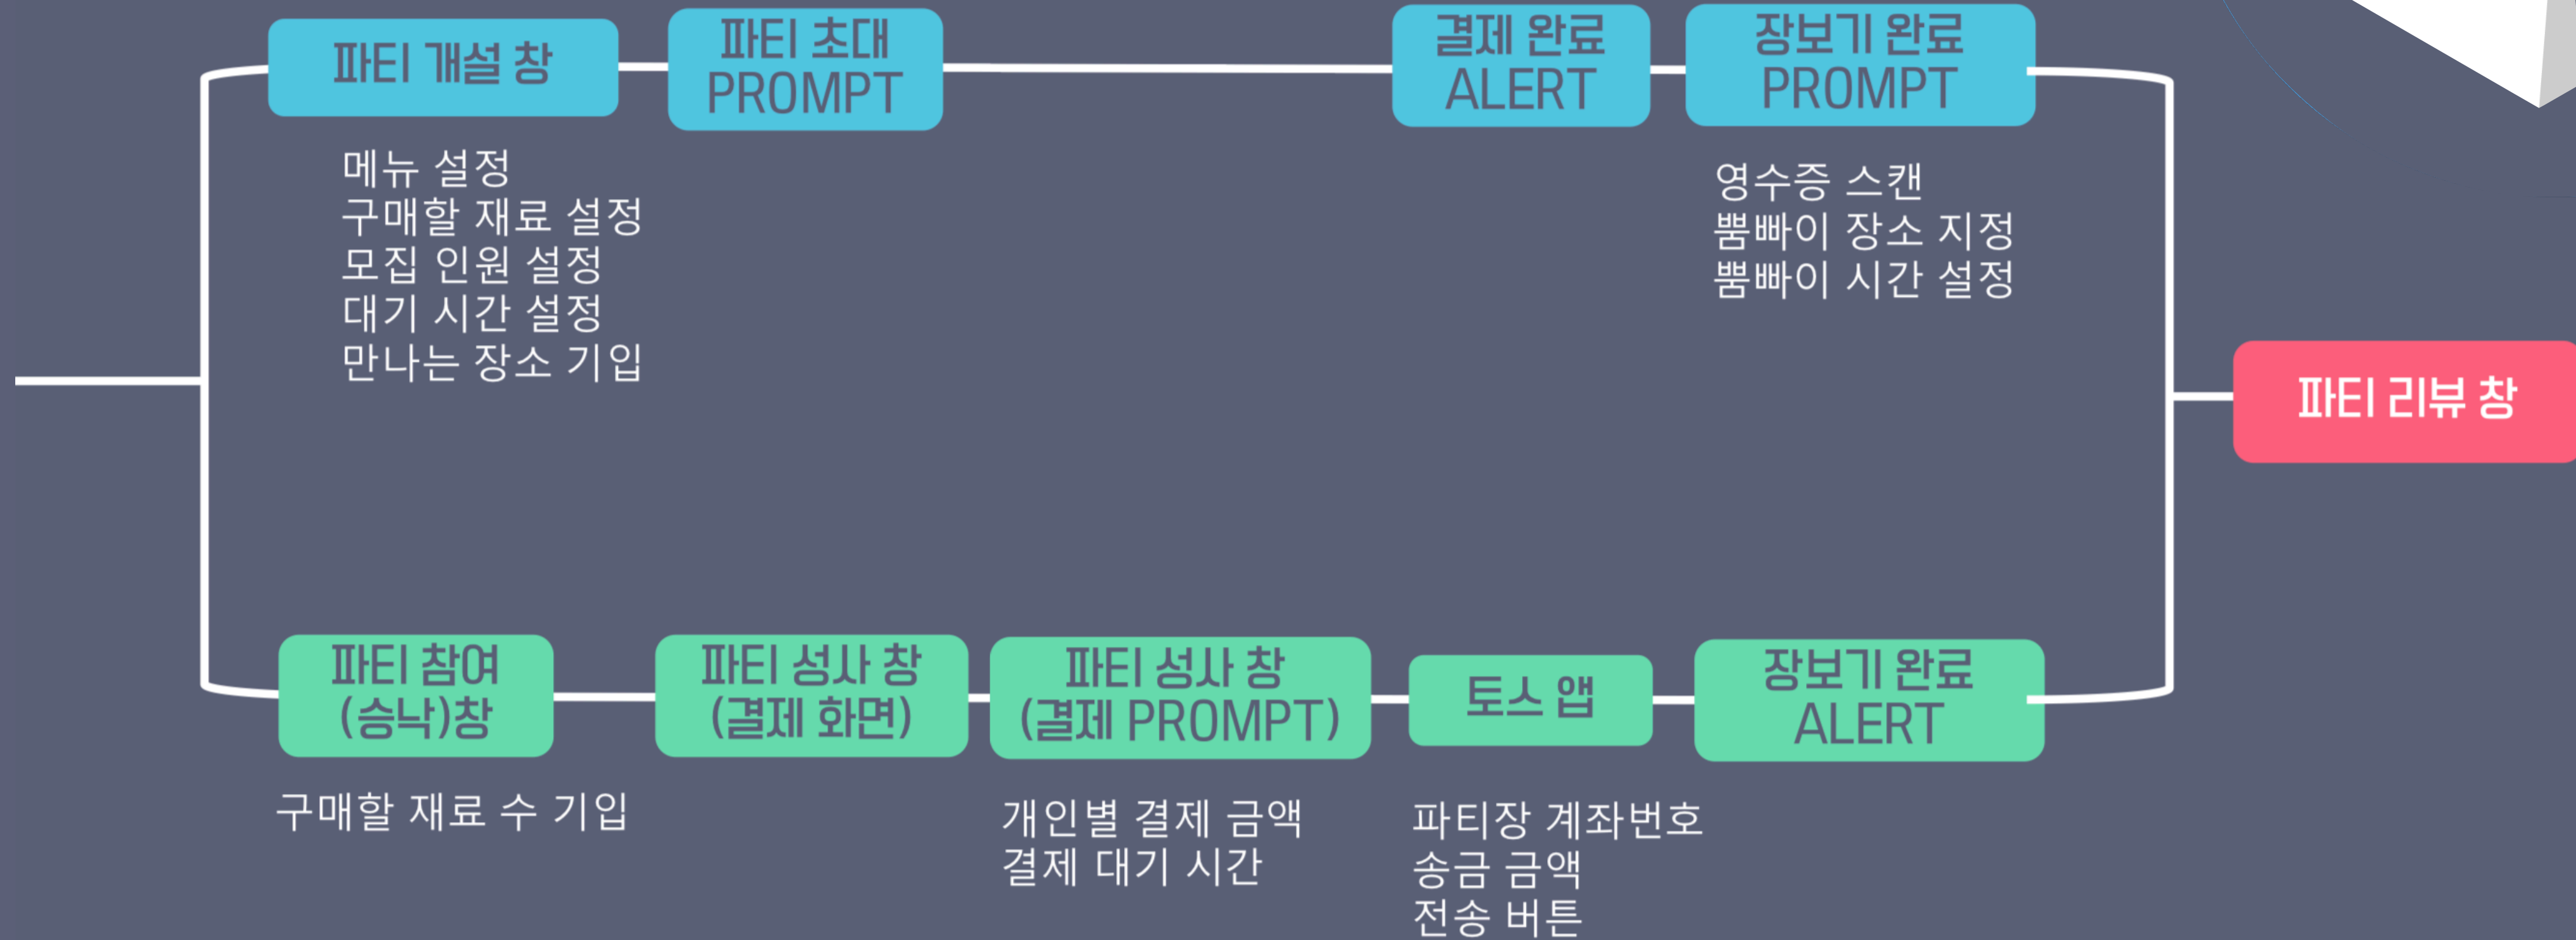 파티 개설 창
메뉴 설정
구매할 재료 설정
모집 인원 설정
대기 시간 설정
만나는 장소 기입
파티 초대
PROMPT
결제 완료
ALERT
장보기 완료
PROMPT
영수증 스캔
뿜빠이 장소 지정
뿜빠이 시간 설정
파티 참여
(승낙)창
구매할 재료 수 기입
파티 성사 창
(결제 화면)
파티 성사 창
(결제 PROMPT)
개인별 결제 금액
결제 대기 시간
토스 앱
파티장 계좌번호
송금 금액
전송 버튼
장보기 완료
ALERT
파티 리뷰 창